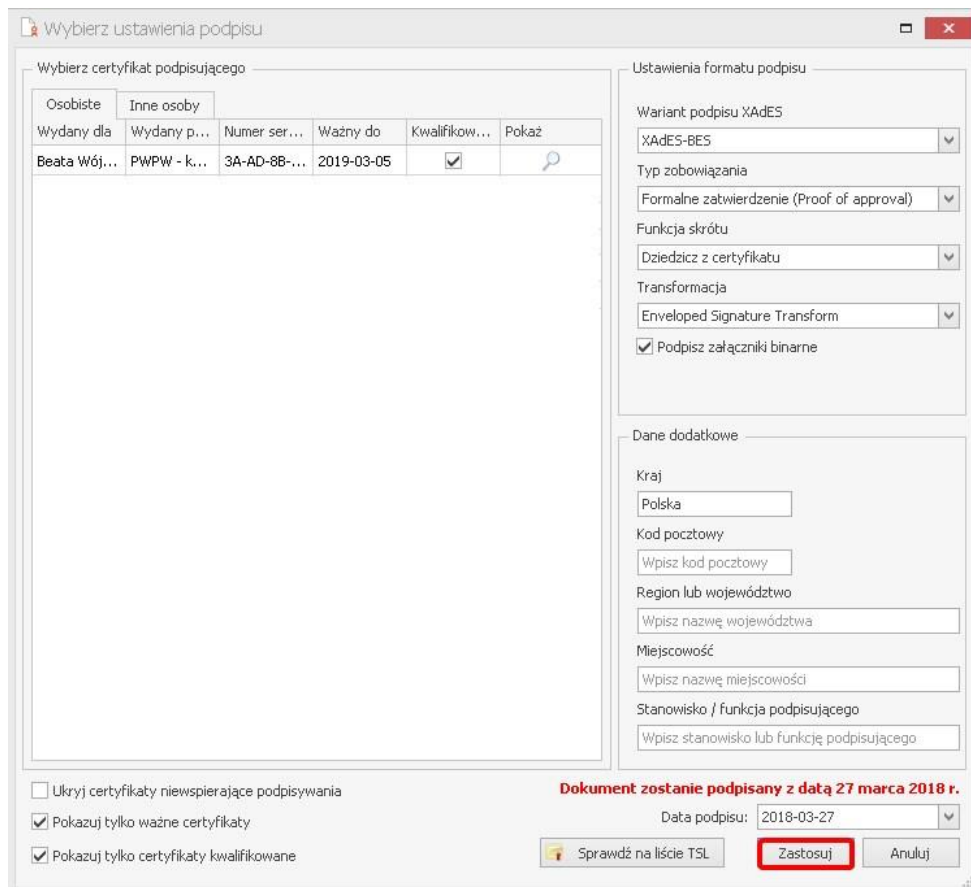 Wybierz ustawienia podpisu
Wybierz certyfikat podpisującego
Osobiste Inne osoby
Wydany dla Wydany p... Numer ser... Ważny do Kwalifikow... Pokaż
Beata Wój... PWPW - k... 3A-AD-8B-... 2019-03-05
Ukryj certyfikaty niewspierające podpisywania
Pokazuj tylko ważne certyfikaty
Pokazuj tylko certyfikaty kwalifikowane
Ustawienia formatu podpisu
Wariant podpisu XAdES
XAdES-BES
Typ zobowiązania
Formalne zatwierdzenie (Proof of approval)
Funkcja skrótu
Dziedzicz z certyfikatu
Transformacja
Enveloped Signature Transform
Podpisz załączniki binarne
Dane dodatkowe
Kraj
Polska
Kod pocztowy
Wpisz kod pocztowy
Region lub województwo
Wpisz nazwę województwa
Miejscowość
Wpisz nazwę miejscowości
Stanowisko / funkcja podpisującego
Wpisz stanowisko lub funkcję podpisującego
Dokument zostanie podpisany z datą 27 marca 2018 r.
Data podpisu: 2018-03-27
Sprawdź na liście TSL Zastosuj Anuluj